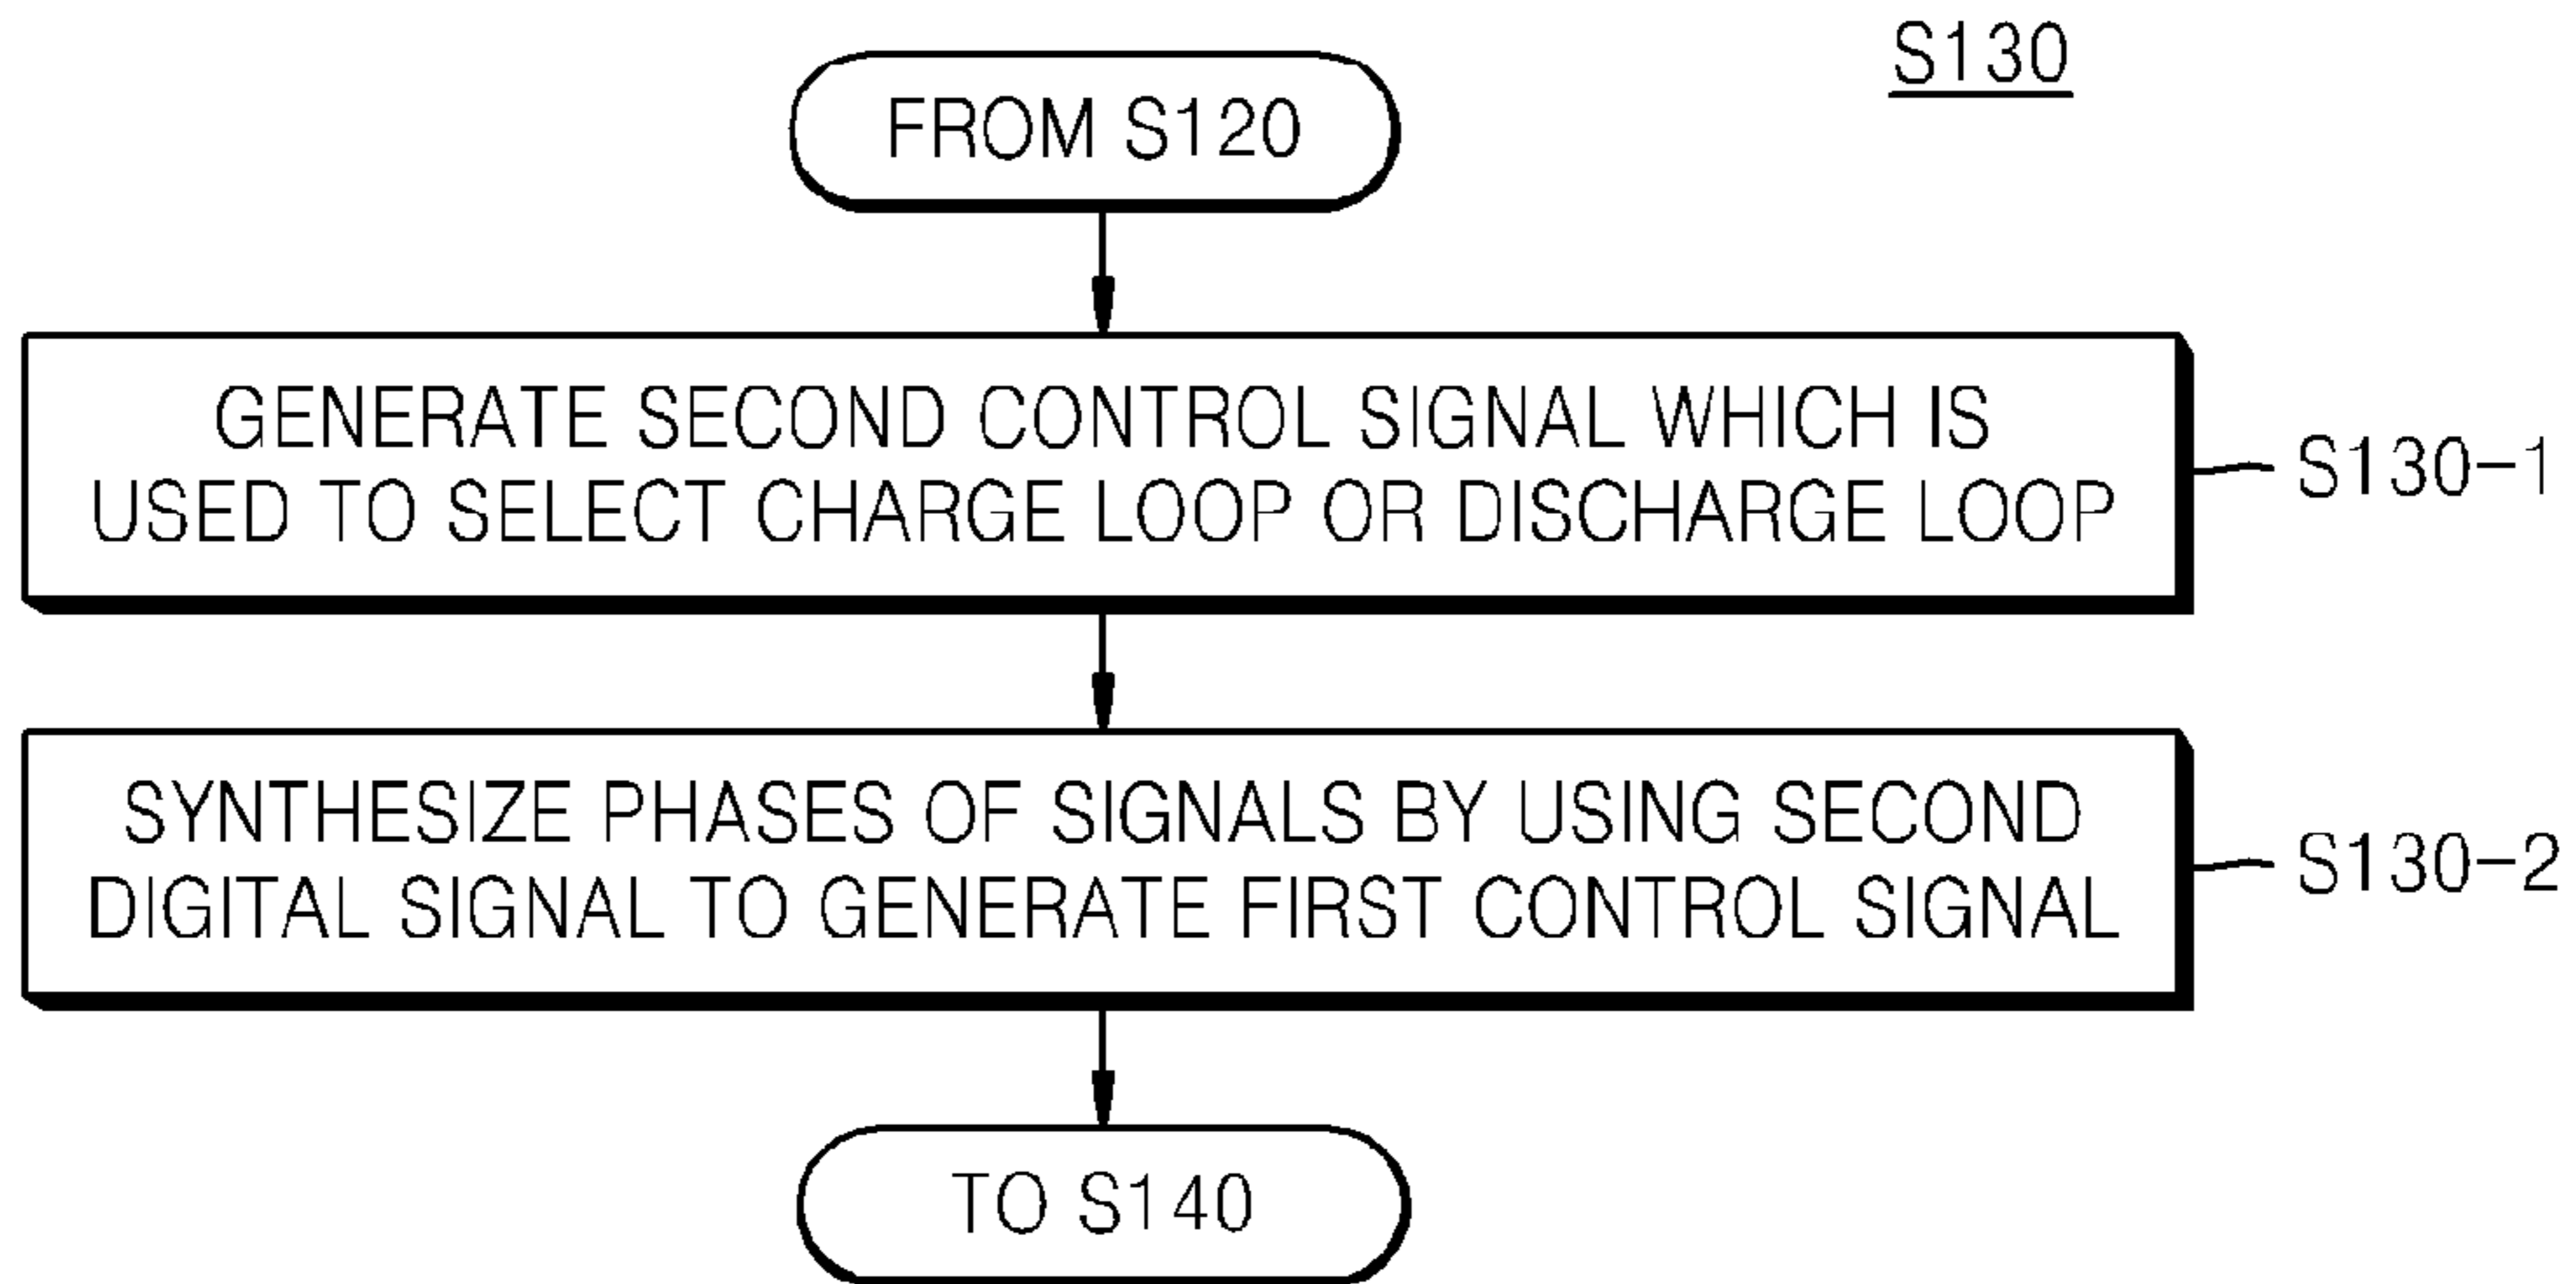 S130
FROM S120
GENERATE SECOND CONTROL SIGNAL WHICH IS
USED TO SELECT CHARGE LOOP OR DISCHARGE LOOP
S130-1
SYNTHESIZE PHASES OF SIGNALS BY USING SECOND
DIGITAL SIGNAL TO GENERATE FIRST CONTROL SIGNAL
S130-2
TO S140